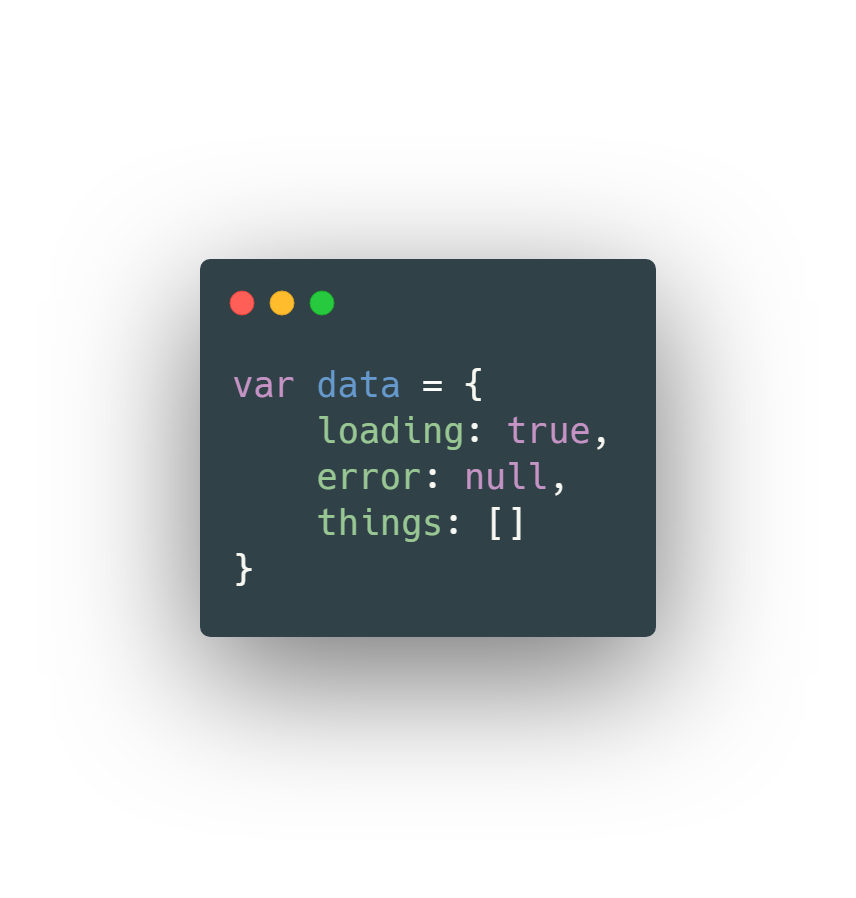 var data = {
    loading: true,
    error: null,
    things: []
}